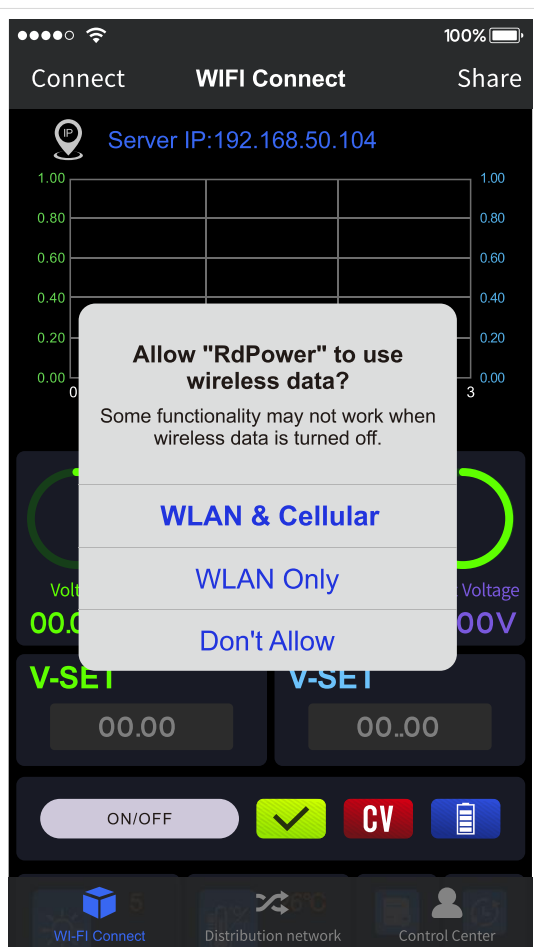 100%
Connect WIFI Connect Share
IP
Server IP:192.168.50.104
1.00 1.00
0.80 0.80
0.60 0.60
0.40 0.40
0.20 0.20
0.00 0.00
0 3
Allow "RdPower" to use
wireless data?
Some functionality may not work when
wireless data is turned off.
WLAN & Cellular
WLAN Only
Don't Allow
Volt Voltage
00.0 00V
V-SET V-SET
00.00 00..00
ON/OFF CV
5 6°C
WI-FI Connect Distribution network Control Center